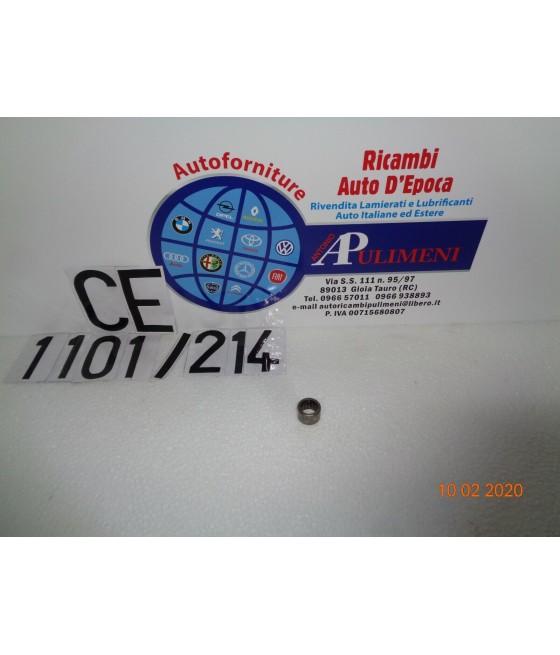 Autoforniture
Ricambi
Auto D'Epoca
Rivendita Lamierati e Lubrificanti
Auto Italiane ed Estere
ANTONIO
PULIMENI
Via S.S. 111 n. 95/97
89013 Gioia Tauro (RC)
Tel. 0966 57011 0966 938893
e-mail autoricambipulimeni@libero.it
P. IVA 00715680807
BMW
OPEL
FIAT
CE
1101/214
10 02 2020